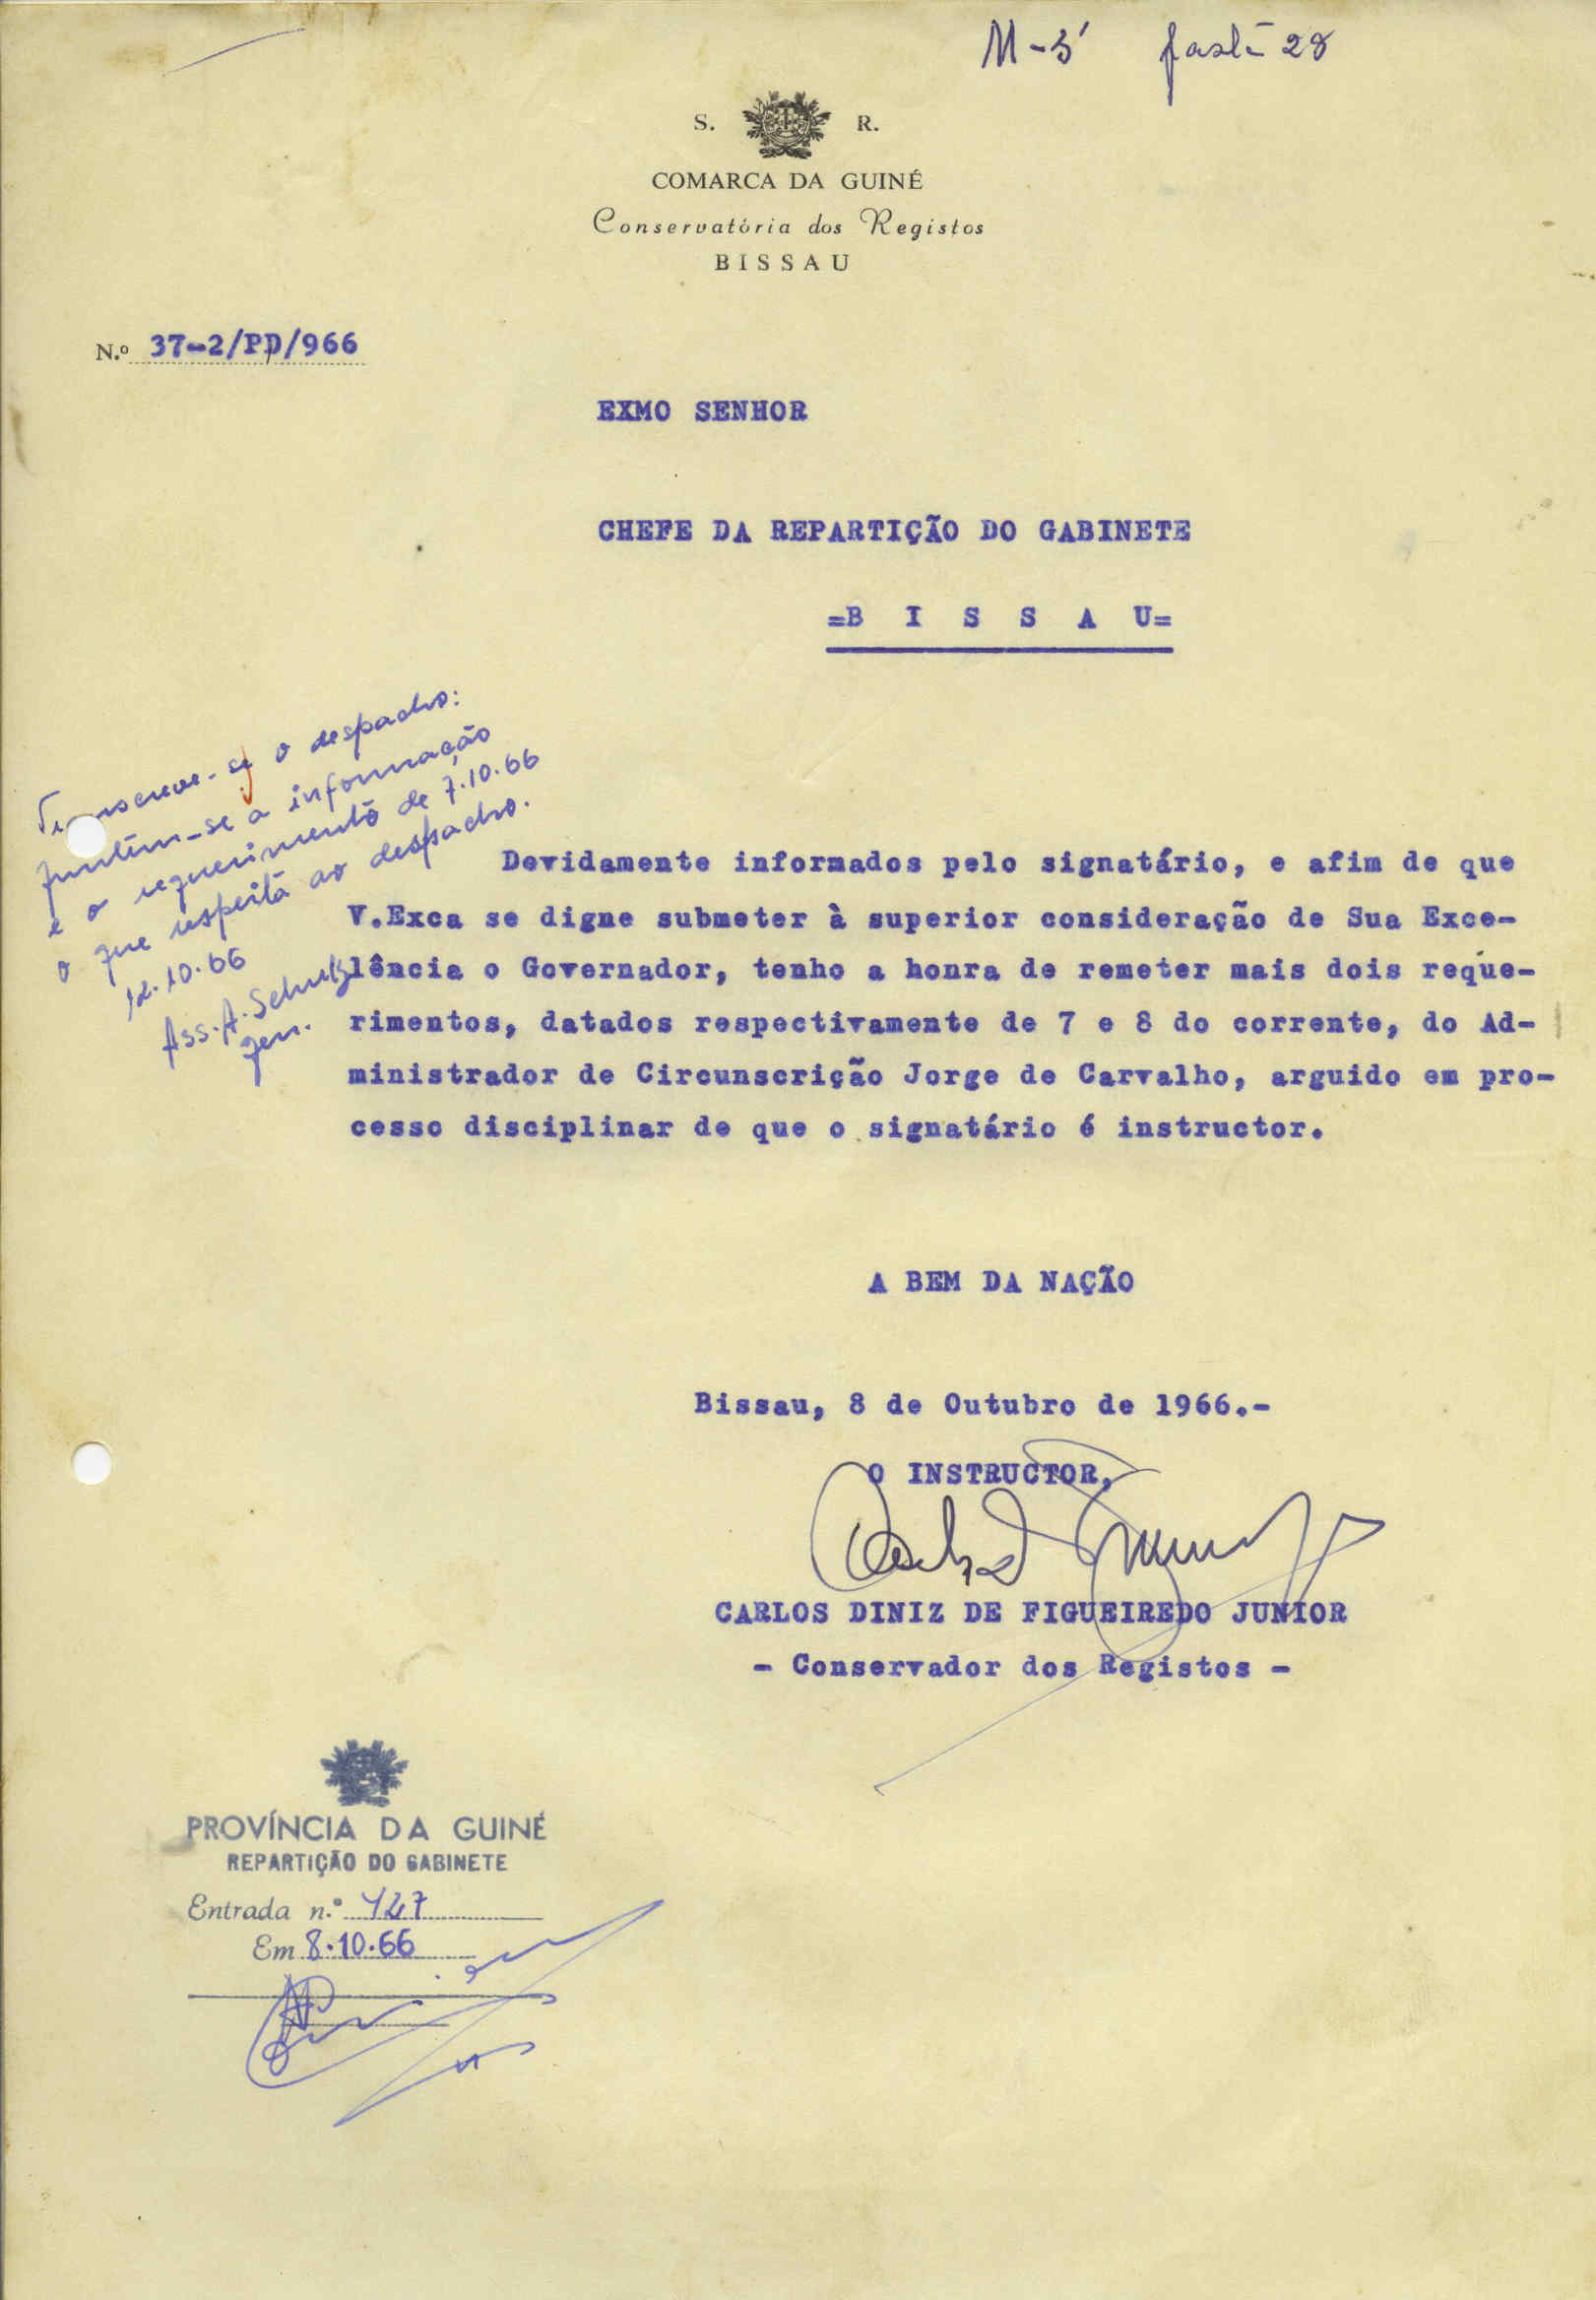 M-3' pasta 28
S. R.
COMARCA DA GUINÉ
Conservatória dos Registos
BISSAU
N.º 37-2/PD/966
EXMO SENHOR
CHEFE DA REPARTIÇÃO DO GABINETE
=B I S S A U=
Transcreve-se o despacho:
juntem-se a informação
e o requerimento de 7.10.66
o que respeita ao despacho.
12.10.66
Ass. A. Schulz
gen.
Devidamente informados pelo signatário, e afim de que
V.Exca se digne submeter à superior consideração de Sua Exce-
lência o Governador, tenho a honra de remeter mais dois reque-
rimentos, datados respectivamente de 7 e 8 do corrente, do Ad-
ministrador de Circunscrição Jorge de Carvalho, arguido em pro-
cesso disciplinar de que o signatário é instructor.
A BEM DA NAÇÃO
Bissau, 8 de Outubro de 1966.-
O INSTRUCTOR,
CARLOS DINIZ DE FIGUEIREDO JUNIOR
- Conservador dos Registos -
PROVÍNCIA DA GUINÉ
REPARTIÇÃO DO GABINETE
Entrada n.º 427
Em 8.10.66